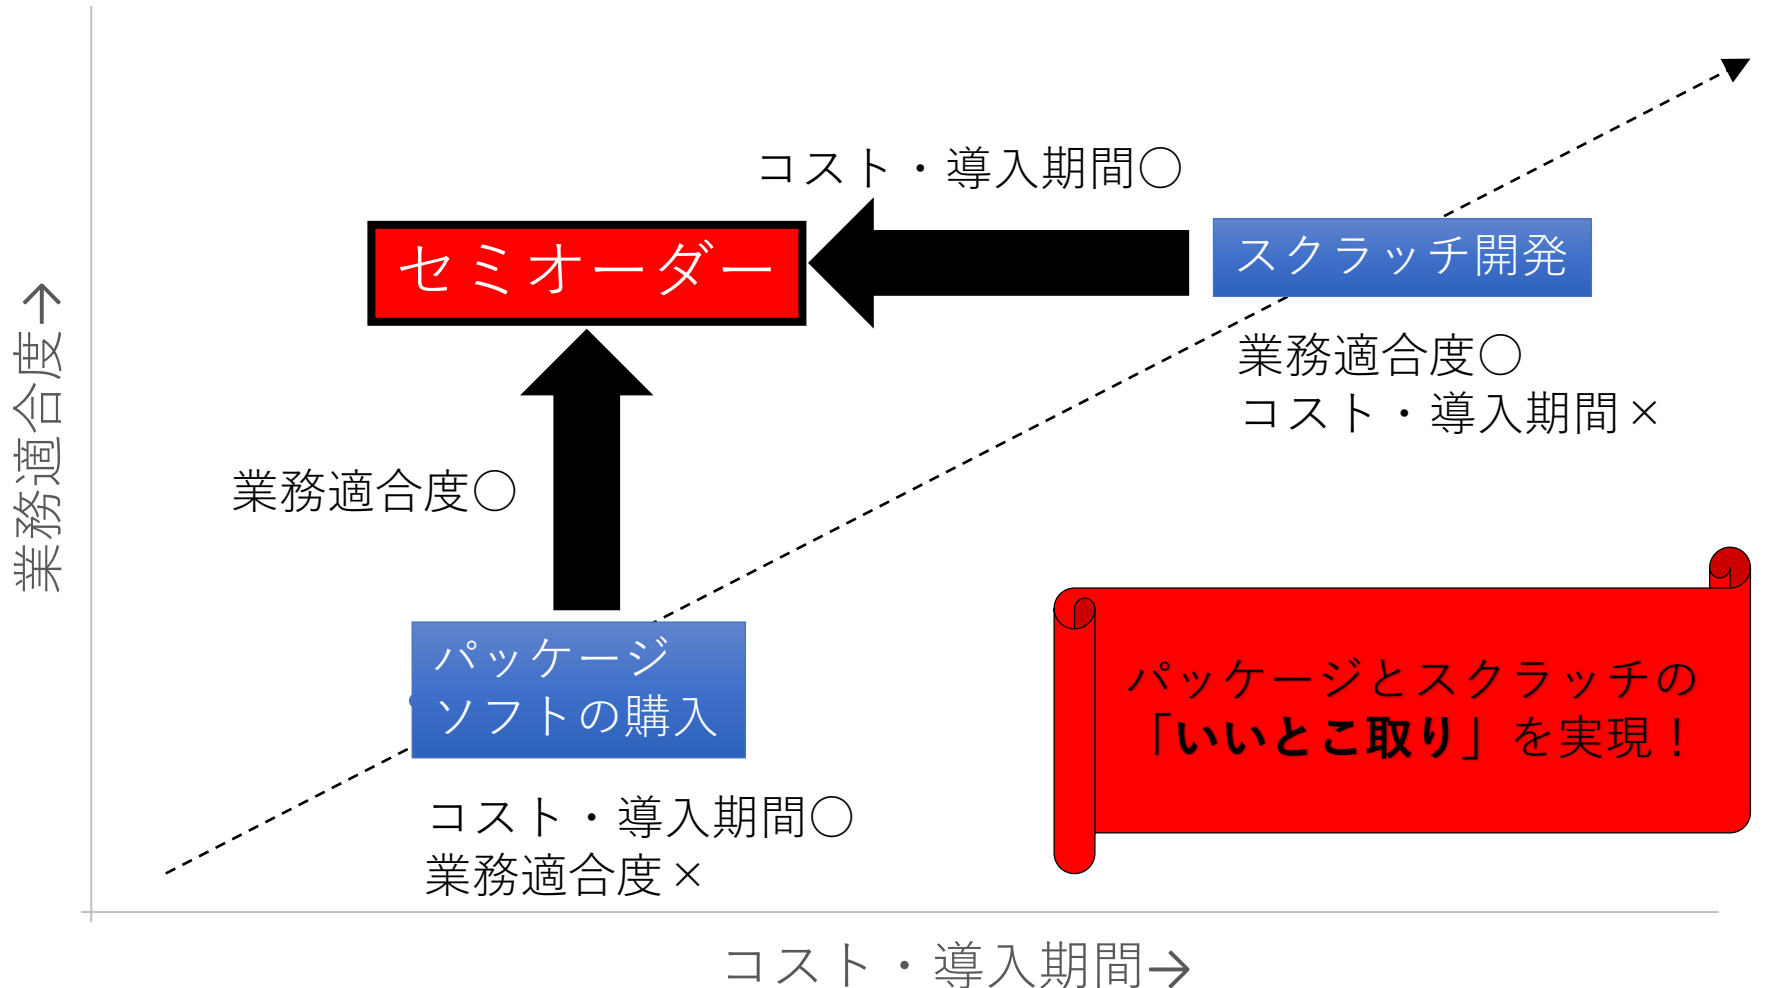 コスト・導入期間○
セミオーダー
スクラッチ開発
業務適合度○
コスト・導入期間×
業務適合度→
業務適合度○
パッケージ
ソフトの購入
パッケージとスクラッチの
「いいとこ取り」を実現！
コスト・導入期間○
業務適合度×
コスト・導入期間→